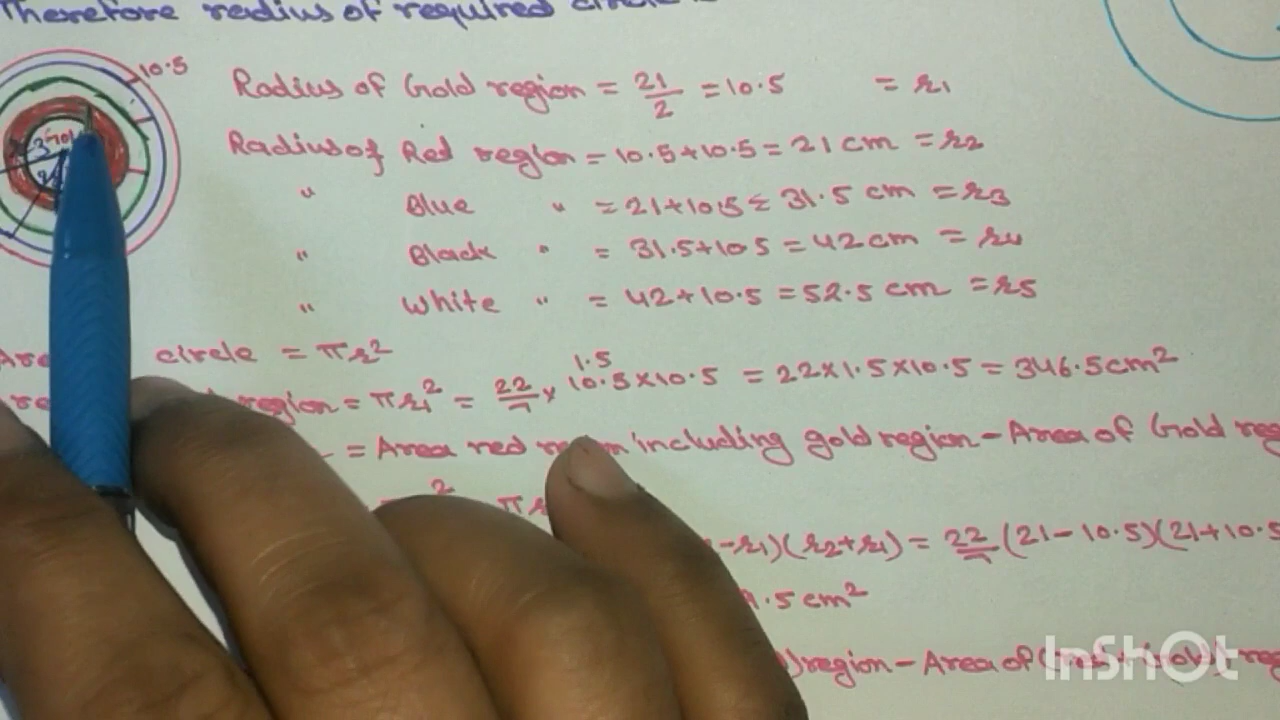 Therefore radius of required circle =
10.5
Radius of Gold region = 21/2 = 10.5 = r1
Radius of Red region = 10.5+10.5 = 21 cm = r2
" Blue " = 21+10.5 = 31.5 cm = r3
" Black " = 31.5+105 = 42 cm = r4
" White " = 42+10.5 = 52.5 cm = r5
circle = πr²
region = πr1² = 22/7 × 10.5×10.5 = 22×1.5×10.5 = 346.5cm²
1.5
= Area red including gold region - Area of Gold reg
-r1)(r2+r1) = 22/7 (21-10.5)(21+10.5
.5 cm²
region - Area of
InShOt